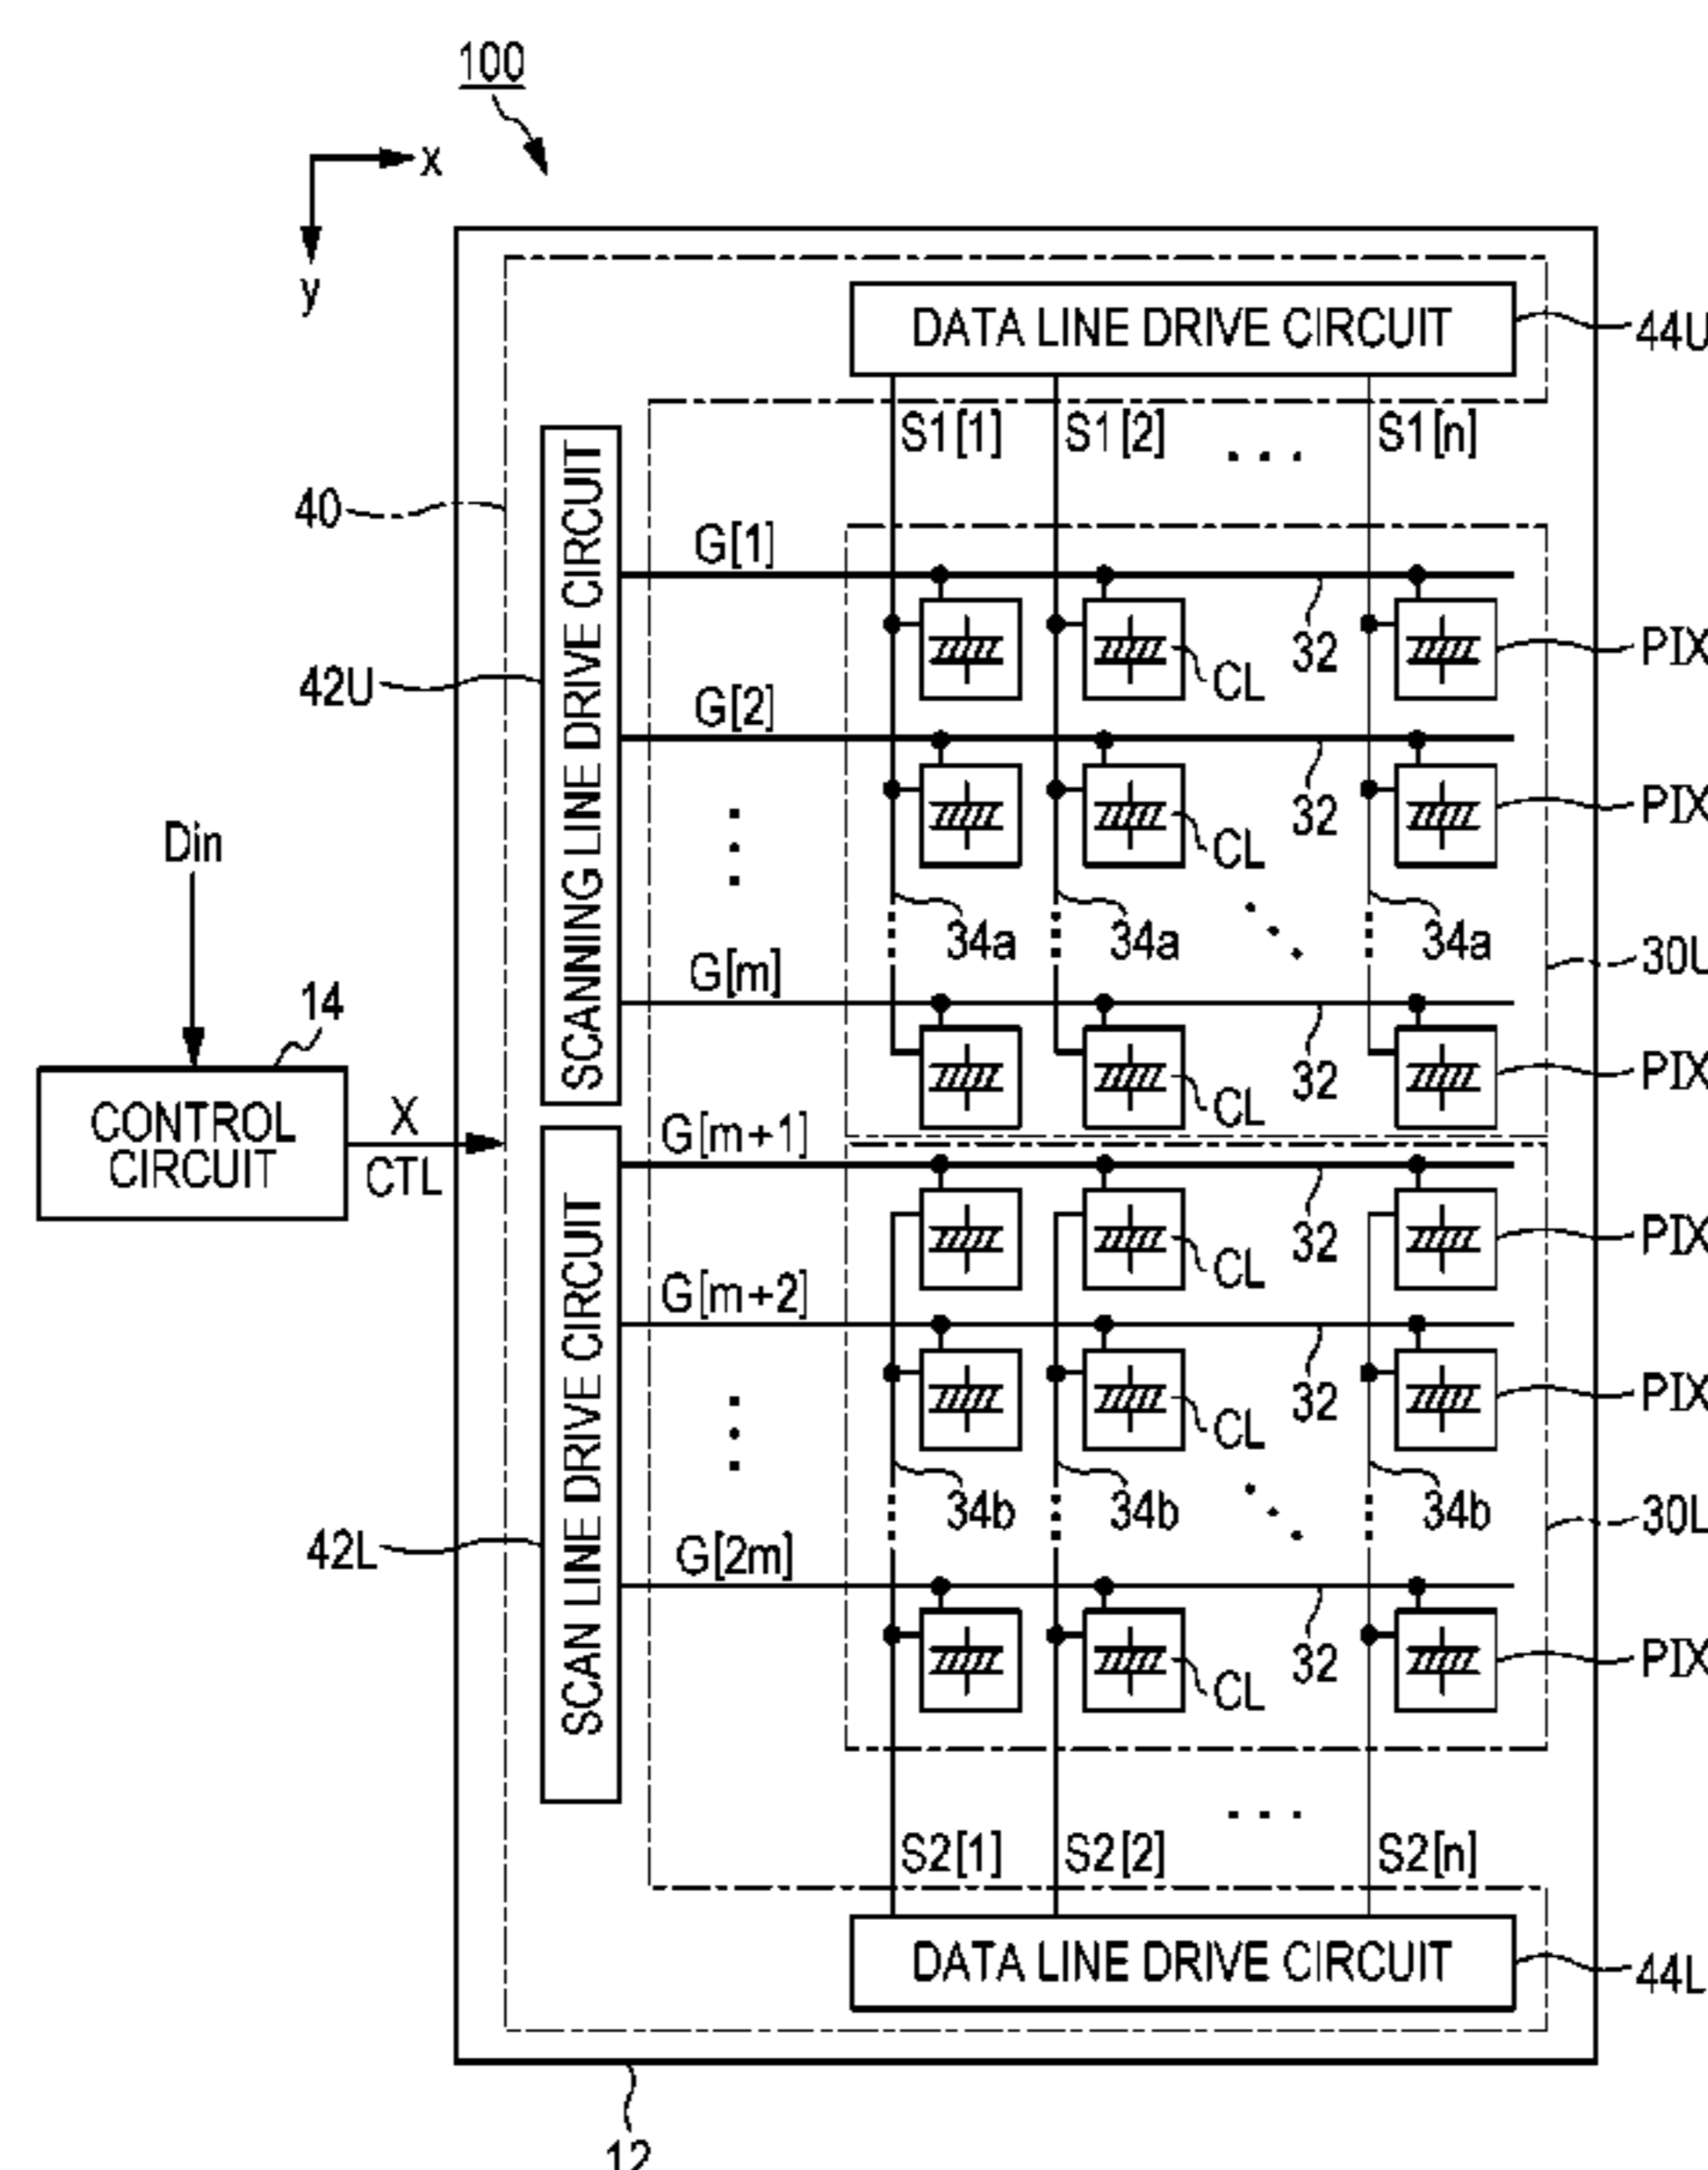 100
x
y
DATA LINE DRIVE CIRCUIT
44U
S1[1] S1[2] ... S1[n]
40
SCANNING LINE DRIVE CIRCUIT
G[1]
32
PIX
CL
42U
G[2]
32
PIX
CL
Din
34a 34a 34a
30U
G[m]
14
32
PIX
CL
CONTROL
CIRCUIT
X
CTL
G[m+1]
SCAN LINE DRIVE CIRCUIT
32
PIX
CL
G[m+2]
32
PIX
CL
34b 34b 34b
30L
42L
G[2m]
32
PIX
CL
S2[1] S2[2] ... S2[n]
DATA LINE DRIVE CIRCUIT
44L
12